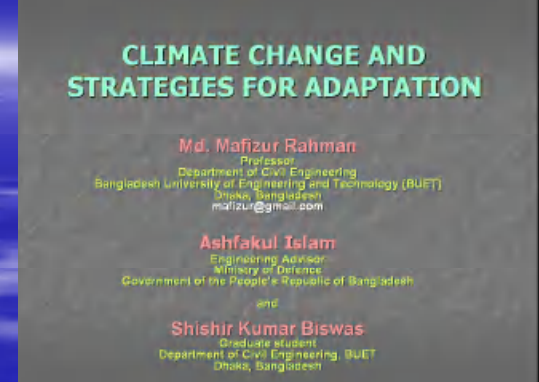 CLIMATE CHANGE AND
STRATEGIES FOR ADAPTATION
Md. Mafizur Rahman
Professor
Department of Civil Engineering
Bangladesh University of Engineering and Technology (BUET)
Dhaka, Bangladesh
mafizur@gmail.com
Ashfakul Islam
Engineering Advisor
Ministry of Defence
Government of the People's Republic of Bangladesh
and
Shishir Kumar Biswas
Graduate student
Department of Civil Engineering, BUET
Dhaka, Bangladesh